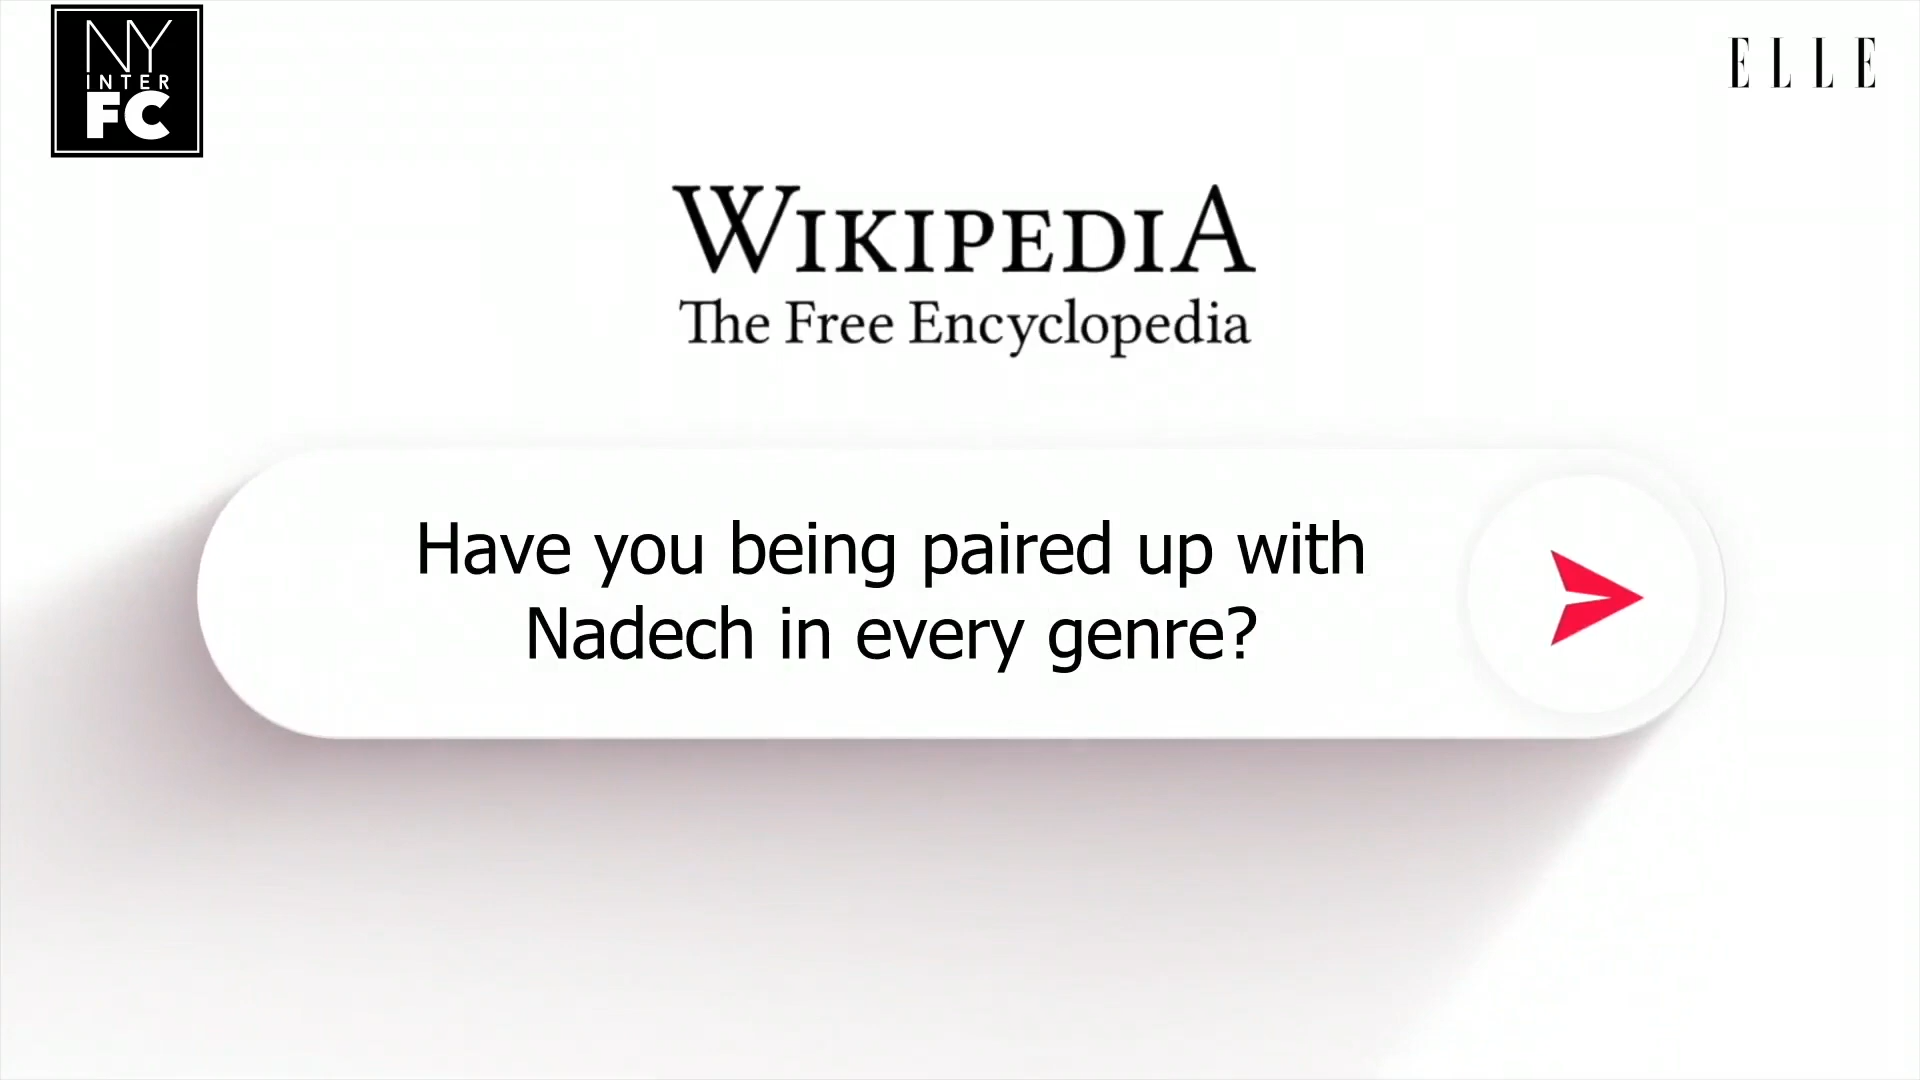 NY
INTER
FC
ELLE
WIKIPEDIA
The Free Encyclopedia
Have you being paired up with
Nadech in every genre?